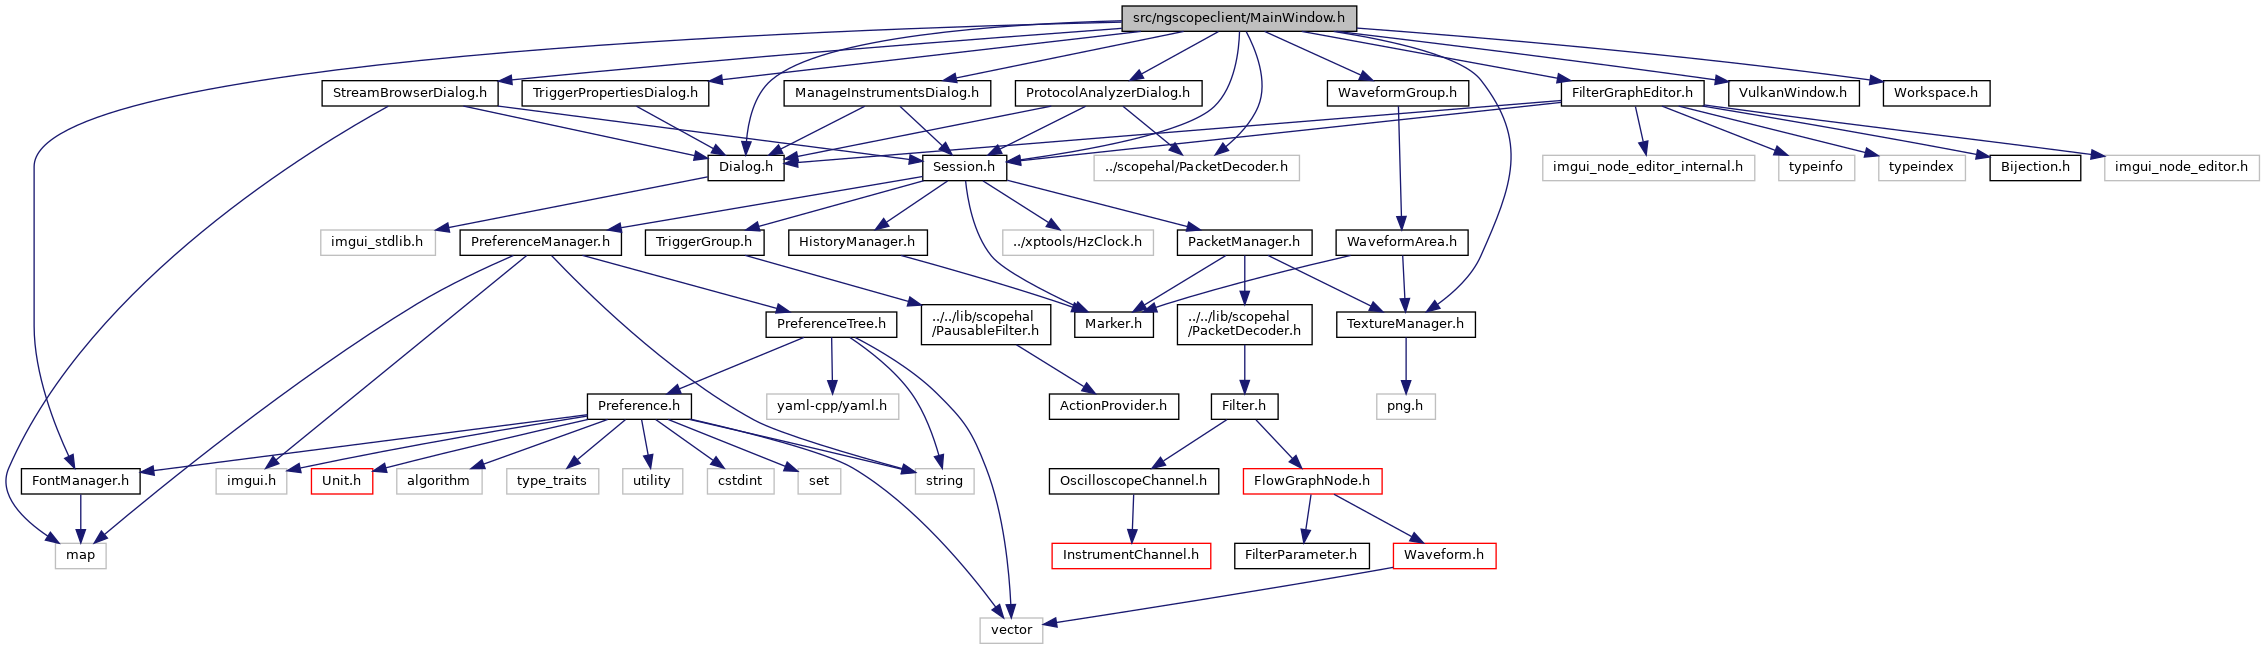 src/ngscopeclient/MainWindow.h
StreamBrowserDialog.h
TriggerPropertiesDialog.h
ManageInstrumentsDialog.h
ProtocolAnalyzerDialog.h
WaveformGroup.h
FilterGraphEditor.h
VulkanWindow.h
Workspace.h
Dialog.h
Session.h
../scopehal/PacketDecoder.h
imgui_node_editor_internal.h
typeinfo
typeindex
Bijection.h
imgui_node_editor.h
imgui_stdlib.h
PreferenceManager.h
TriggerGroup.h
HistoryManager.h
../xptools/HzClock.h
PacketManager.h
WaveformArea.h
PreferenceTree.h
../../lib/scopehal
/PausableFilter.h
Marker.h
../../lib/scopehal
/PacketDecoder.h
TextureManager.h
Preference.h
yaml-cpp/yaml.h
ActionProvider.h
Filter.h
png.h
FontManager.h
imgui.h
Unit.h
algorithm
type_traits
utility
cstdint
set
string
OscilloscopeChannel.h
FlowGraphNode.h
map
InstrumentChannel.h
FilterParameter.h
Waveform.h
vector